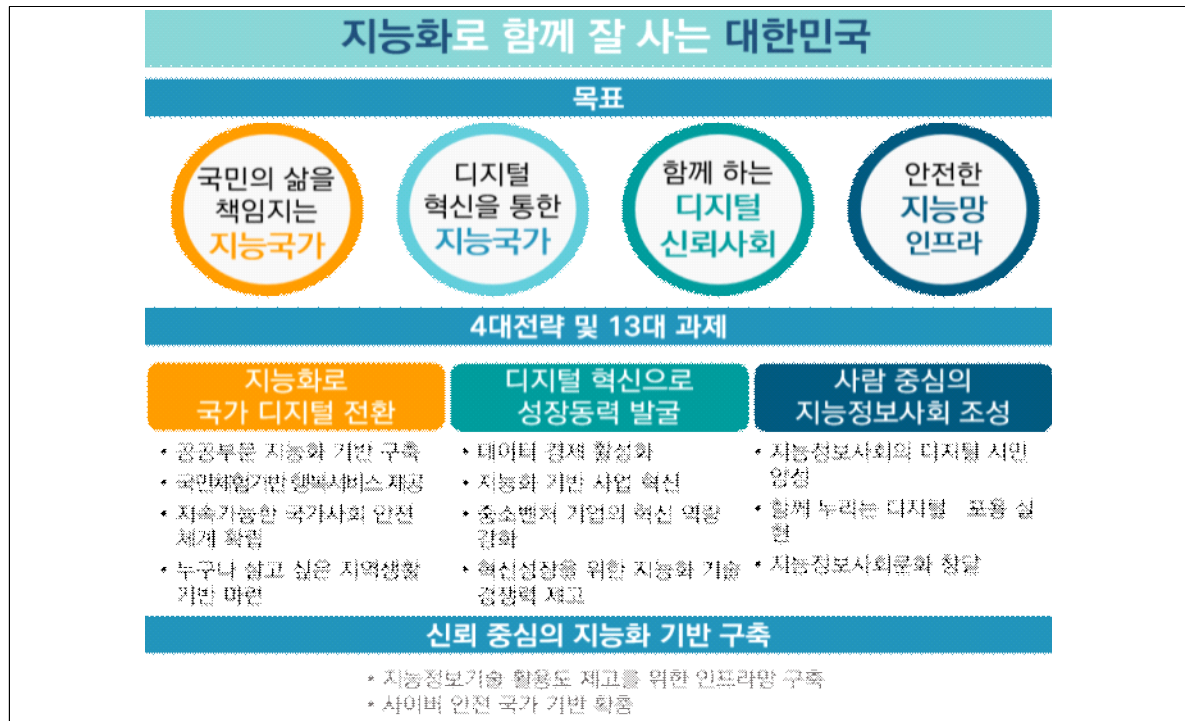 지능화로 함께 잘 사는 대한민국
목표
국민의 삶을
책임지는
지능국가
디지털
혁신을 통한
지능국가
함께 하는
디지털
신뢰사회
안전한
지능망
인프라
4대전략 및 13대 과제
지능화로
국가 디지털 전환
• 공공부문 지능화 기반 구축
• 국민체험기반 행복서비스 제공
• 지속가능한 국가사회 안전
체계 확립
• 누구나 살고 싶은 지역생활
기반 마련
디지털 혁신으로
성장동력 발굴
• 데이터 경제 활성화
• 지능화 기반 사업 혁신
• 중소벤처 기업의 혁신 역량
강화
• 혁신성장을 위한 지능화 기술
경쟁력 제고
사람 중심의
지능정보사회 조성
• 지능정보사회의 디지털 시민
양성
• 함께 누리는 디지털 포용 실
현
• 지능정보사회문화 창달
신뢰 중심의 지능화 기반 구축
• 지능정보기술 활용도 제고를 위한 인프라망 구축
• 사이버 안전 국가 기반 확충